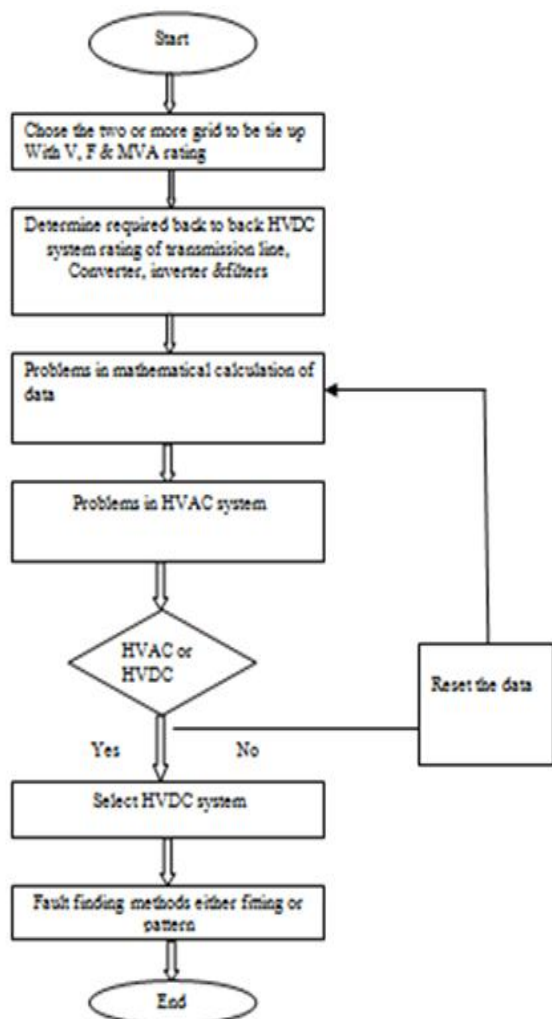 Start
Chose the two or more grid to be tie up
With V, F & MVA rating
Determine required back to back HVDC
system rating of transmission line,
Converter, inverter &filters
Problems in mathematical calculation of
data
Problems in HVAC system
HVAC or
HVDC
Reset the data
Yes
No
Select HVDC system
Fault finding methods either fitting or
pattern
End